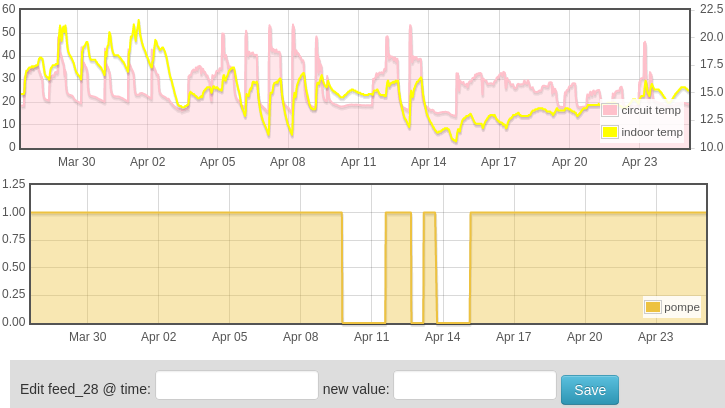 60 22.5
50 20.0
40
30 17.5
20 15.0
10 12.5
0 10.0
circuit temp
indoor temp
Mar 30 Apr 02 Apr 05 Apr 08 Apr 11 Apr 14 Apr 17 Apr 20 Apr 23
1.25
1.00
0.75
0.50
0.25
0.00
pompe
Mar 30 Apr 02 Apr 05 Apr 08 Apr 11 Apr 14 Apr 17 Apr 20 Apr 23
Edit feed_28 @ time: new value: Save